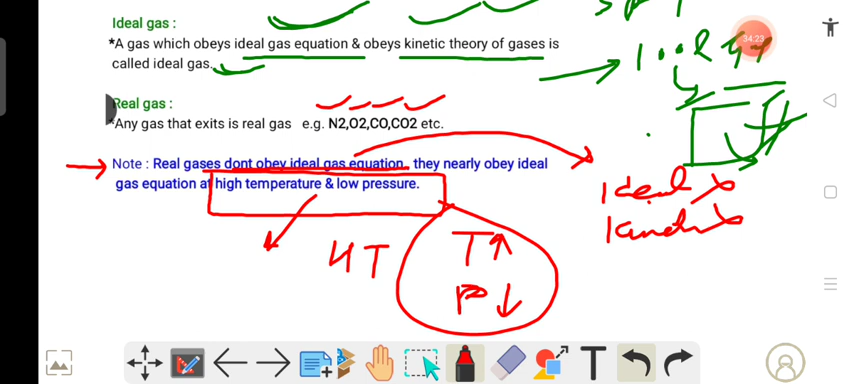 Ideal gas :
*A gas which obeys ideal gas equation & obeys kinetic theory of gases is
called ideal gas.
34:23
Real gas :
*Any gas that exits is real gas   e.g. N2,O2,CO,CO2 etc.
Note : Real gases dont obey ideal gas equation, they nearly obey ideal
gas equation at high temperature & low pressure.
Ideal
HT
T↑
P↓
T